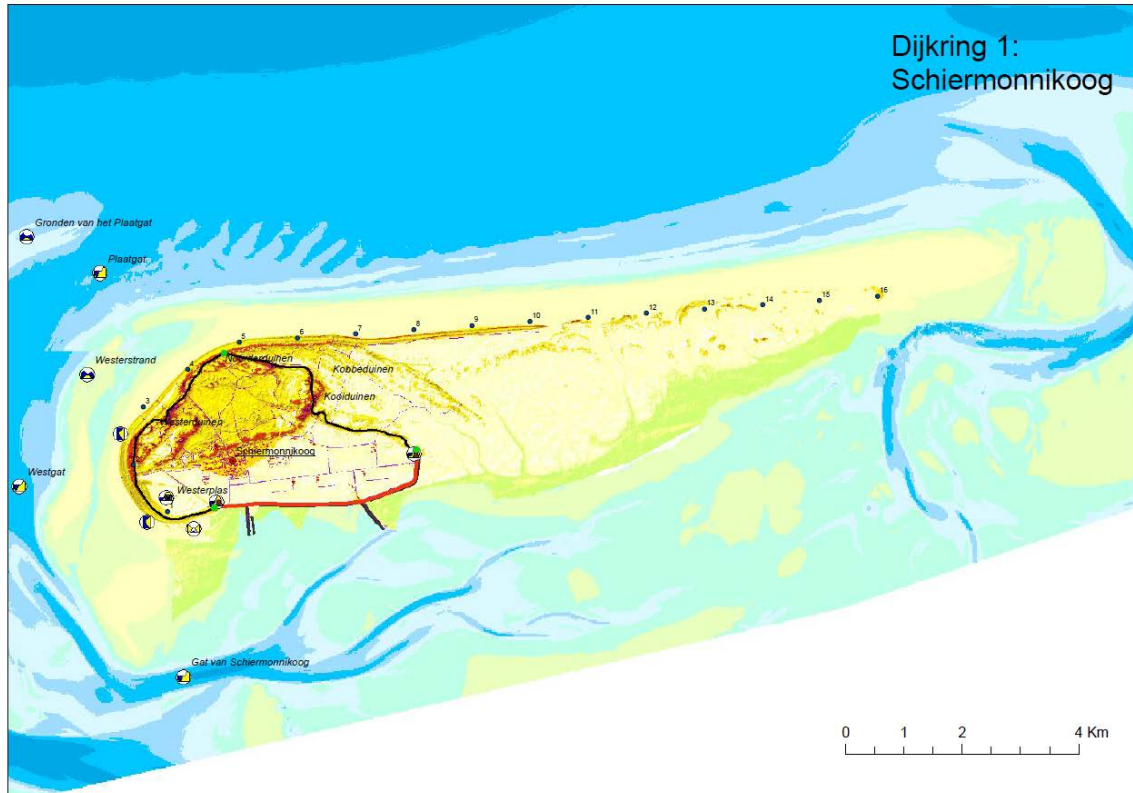 Dijkring 1:
Schiermonnikoog
Gronden van het Plaatgat
Plaatgat
16
15
14
13
12
11
10
9
8
7
6
5
Noorderduinen
Westerstrand
4
Kobbeduinen
Kooiduinen
3
Westerduinen
Schiermonnikoog
Westgat
Westerplas
Gat van Schiermonnikoog
0 1 2 4 Km